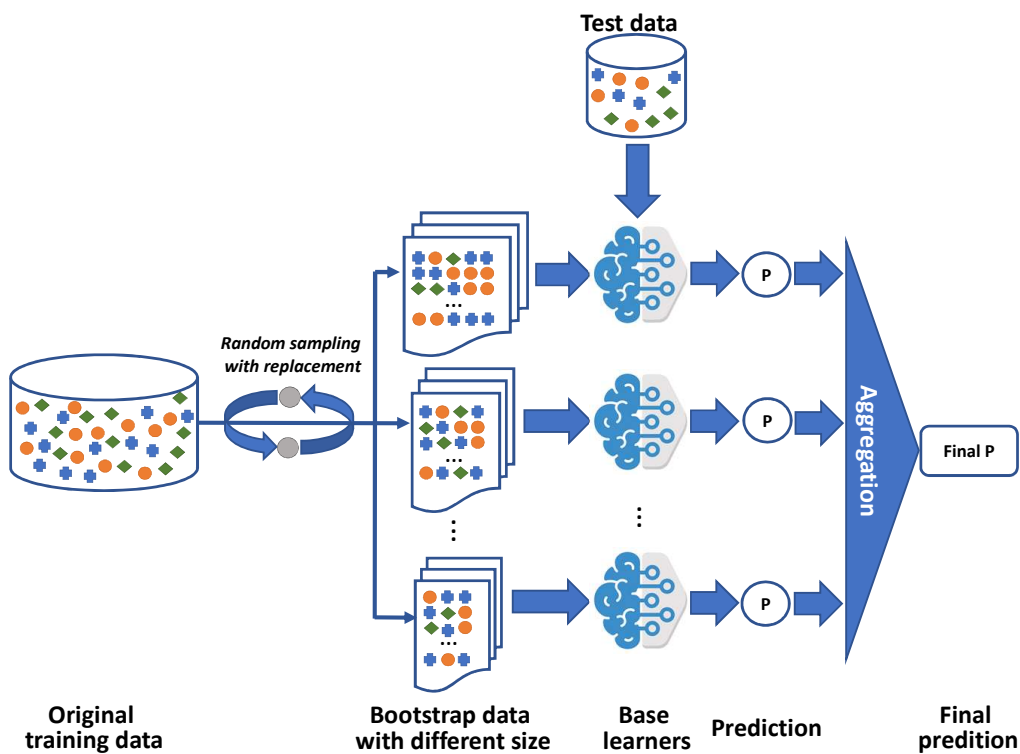 Test data
Random sampling
with replacement
...
...
...
P
P
P
Aggregation
Final P
Original
training data
Bootstrap data
with different size
Base
learners
Prediction
Final
predition